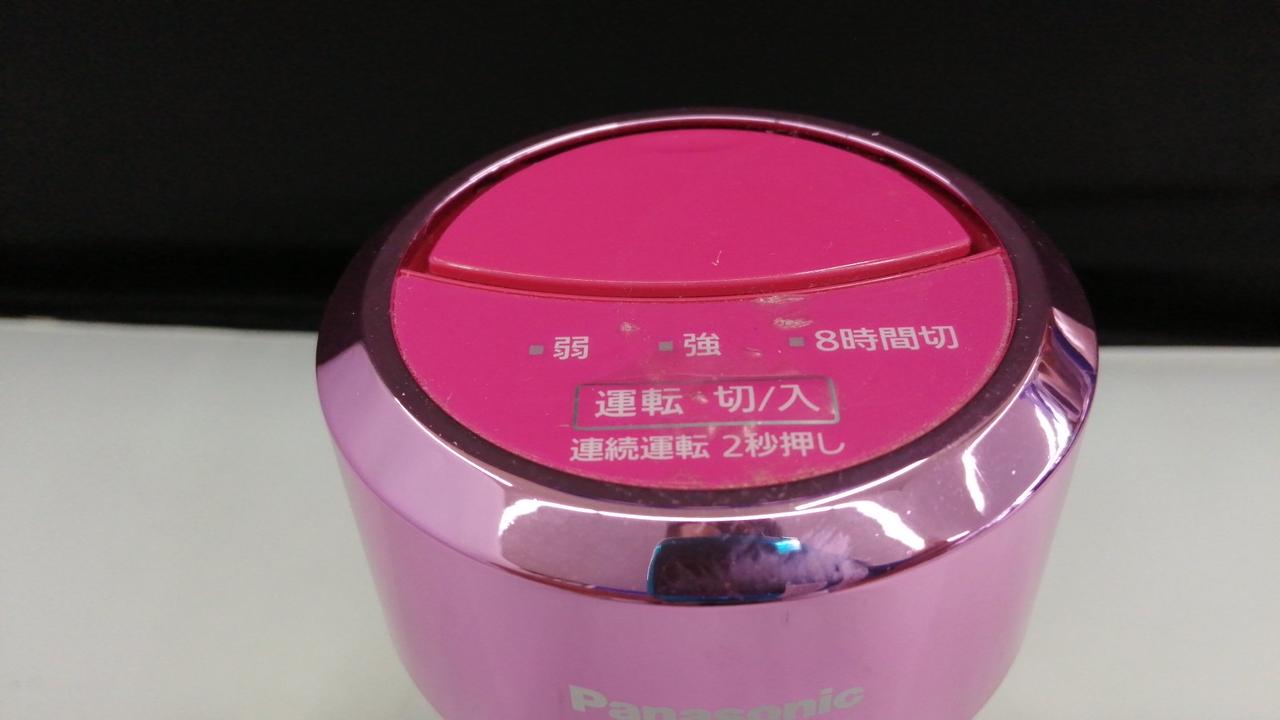 弱 強 8時間切
運転 切/入
連続運転 2秒押し
Panasonic